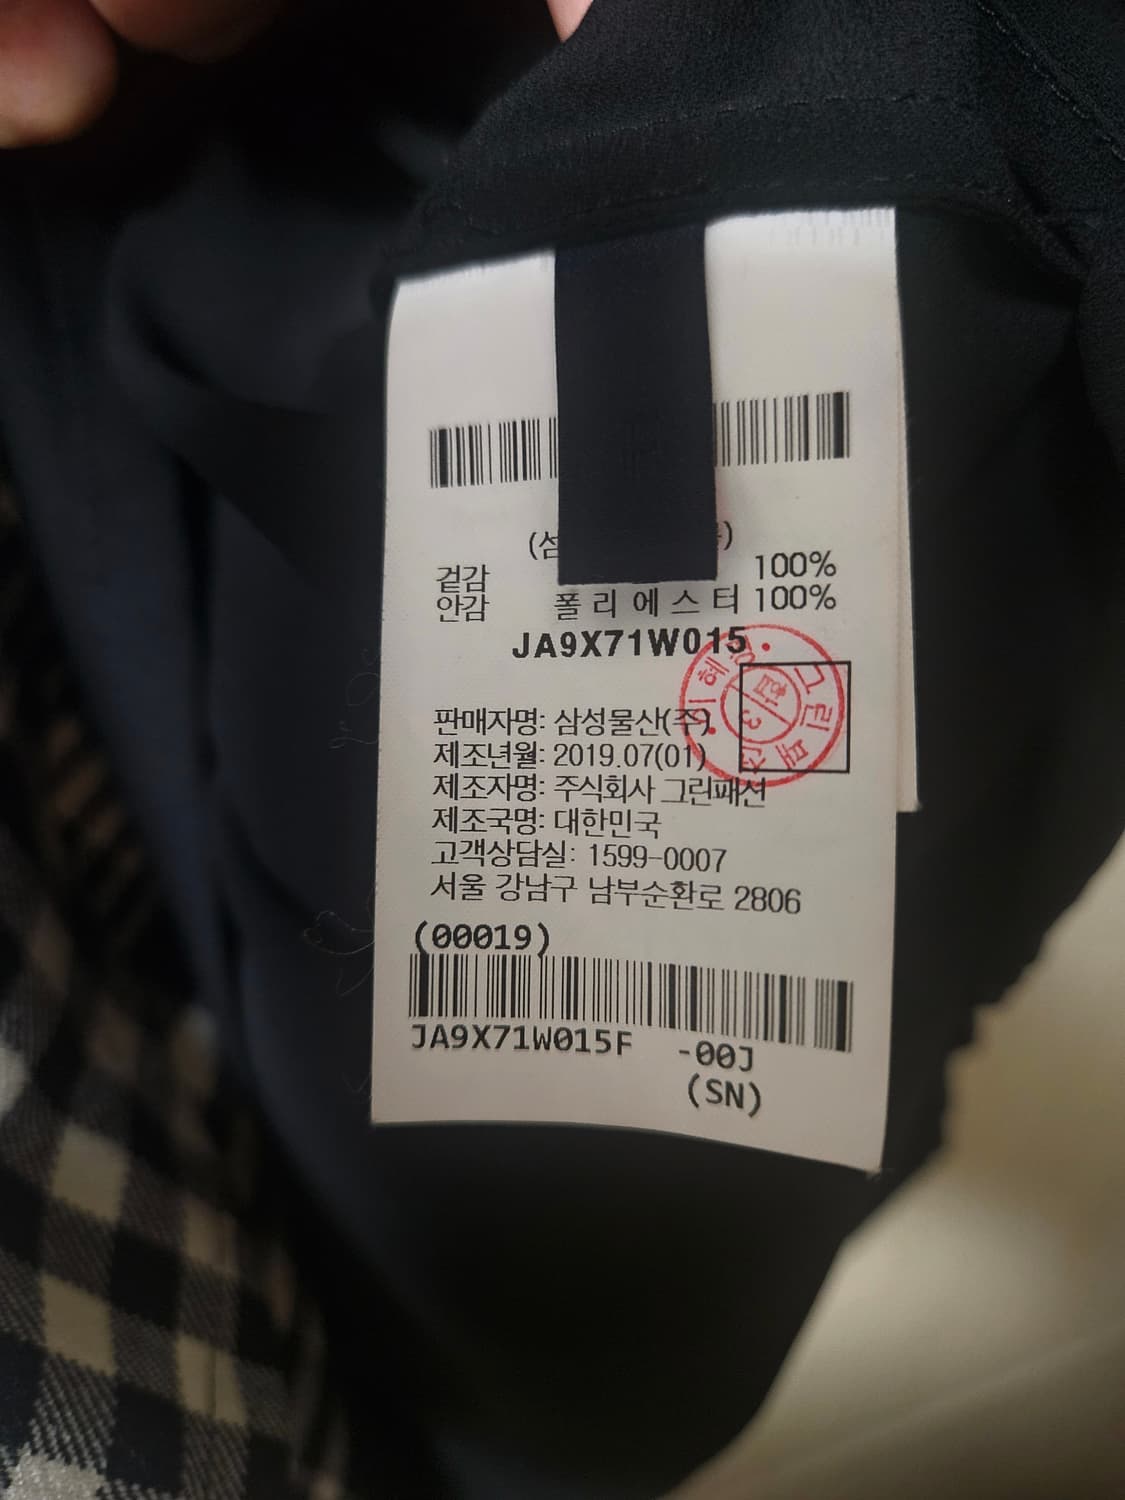 겉감 100%
안감 폴리에스터 100%
JA9X71W015
판매자명: 삼성물산(주)
제조년월: 2019.07(01)
제조자명: 주식회사 그린패션
제조국명: 대한민국
고객상담실: 1599-0007
서울 강남구 남부순환로 2806
(00019)
JA9X71W015F -00J
(SN)